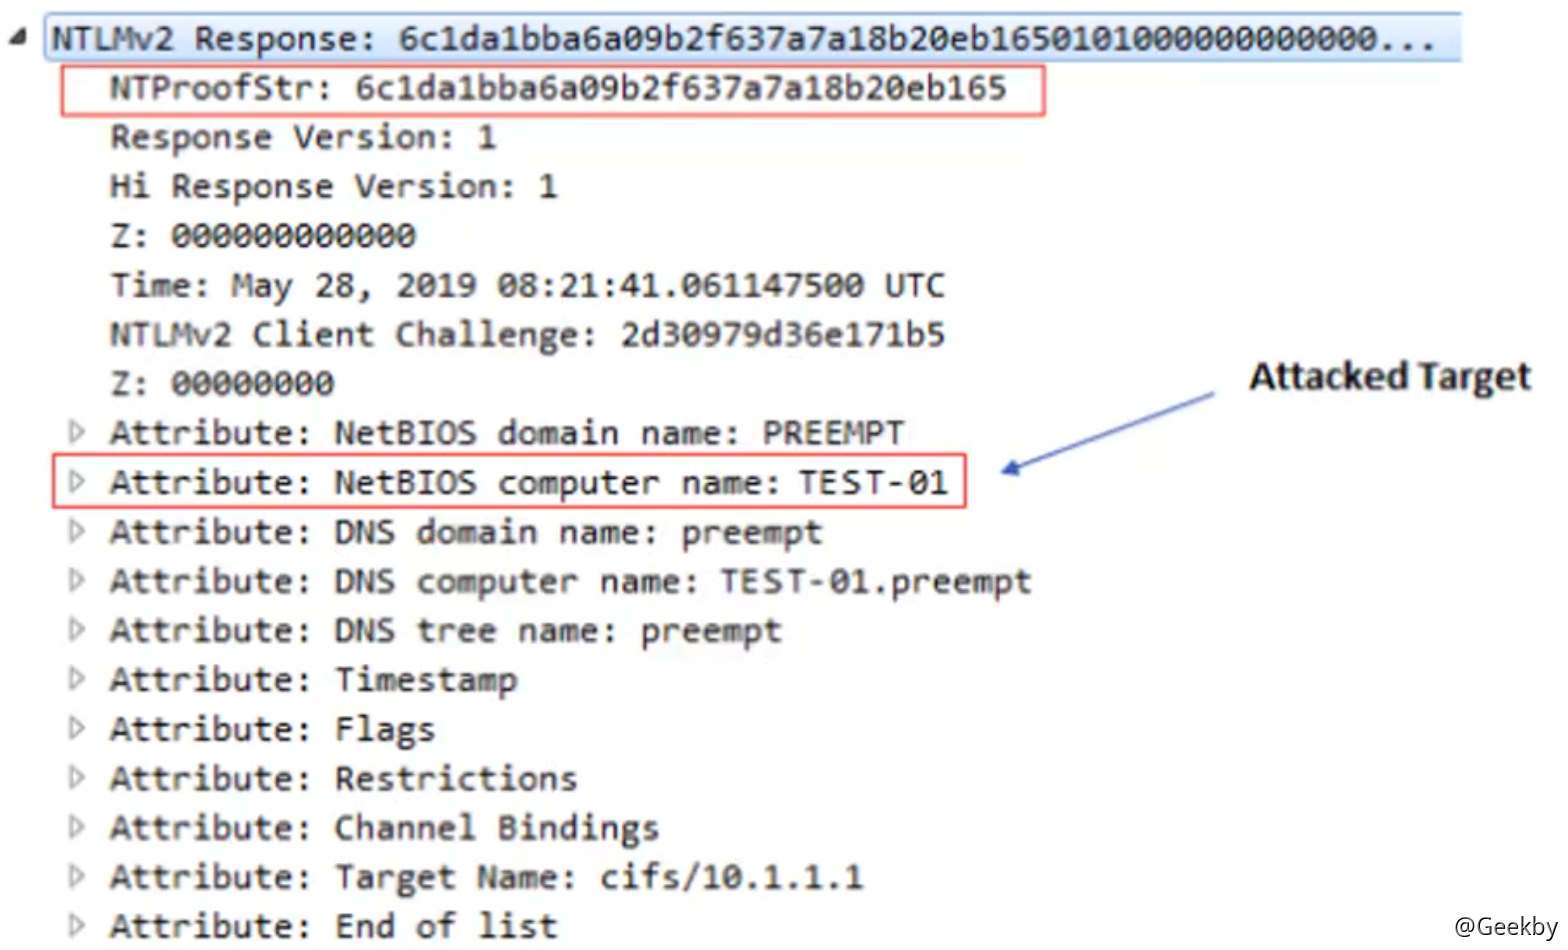 NTLMv2 Response: 6c1da1bba6a09b2f637a7a18b20eb1650101000000000000...
NTProofStr: 6c1da1bba6a09b2f637a7a18b20eb165
Response Version: 1
Hi Response Version: 1
Z: 000000000000
Time: May 28, 2019 08:21:41.061147500 UTC
NTLMv2 Client Challenge: 2d30979d36e171b5
Z: 00000000
Attacked Target
Attribute: NetBIOS domain name: PREEMPT
Attribute: NetBIOS computer name: TEST-01
Attribute: DNS domain name: preempt
Attribute: DNS computer name: TEST-01.preempt
Attribute: DNS tree name: preempt
Attribute: Timestamp
Attribute: Flags
Attribute: Restrictions
Attribute: Channel Bindings
Attribute: Target Name: cifs/10.1.1.1
Attribute: End of list
@Geekby